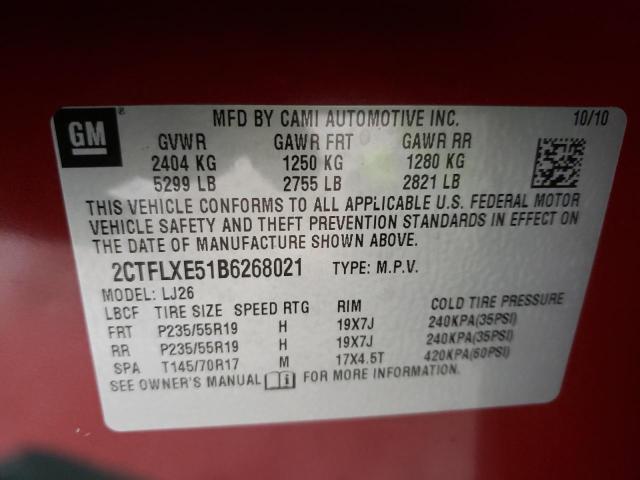 GM® MFD BY CAMI AUTOMOTIVE INC. 10/10
GVWR GAWR FRT GAWR RR
2404 KG 1250 KG 1280 KG
5299 LB 2755 LB 2821 LB
THIS VEHICLE CONFORMS TO ALL APPLICABLE U.S. FEDERAL MOTOR
VEHICLE SAFETY AND THEFT PREVENTION STANDARDS IN EFFECT ON
THE DATE OF MANUFACTURE SHOWN ABOVE.
2CTFLXE51B6268021 TYPE: M.P.V.
MODEL: LJ26
LBCF TIRE SIZE SPEED RTG RIM COLD TIRE PRESSURE
FRT P235/55R19 H 19X7J 240KPA(35PSI)
RR P235/55R19 H 19X7J 240KPA(35PSI)
SPA T145/70R17 M 17X4.5T 420KPA(60PSI)
SEE OWNER'S MANUAL FOR MORE INFORMATION.